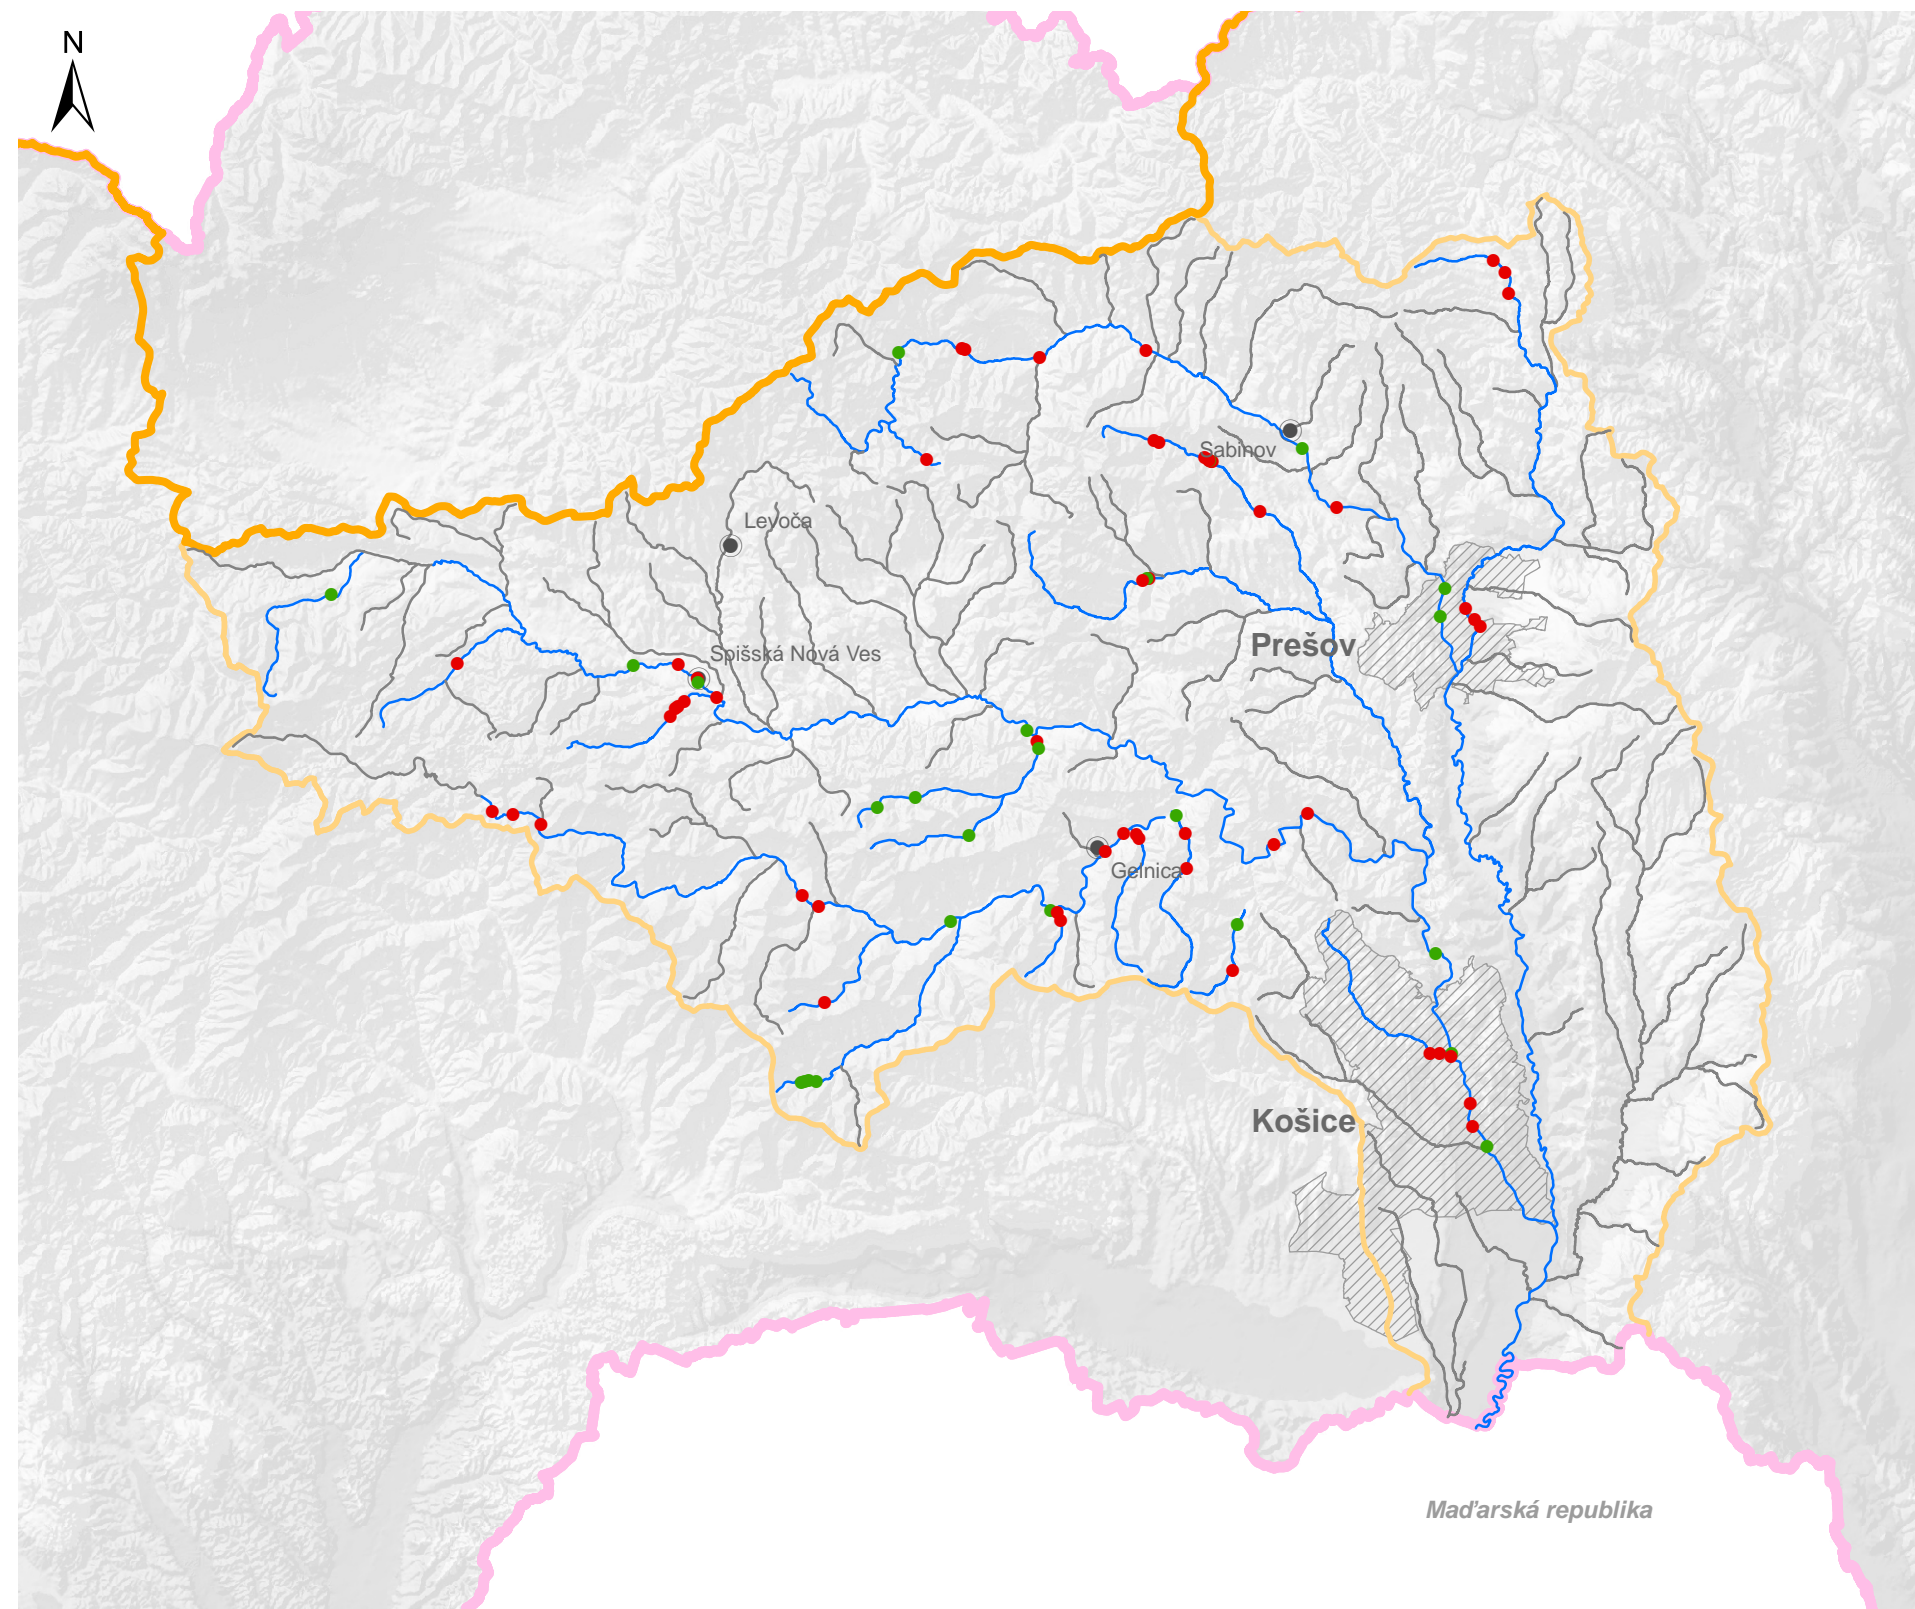 N
Sabinov
Levoča
Prešov
Spišská Nová Ves
Gelnica
Košice
Maďarská republika